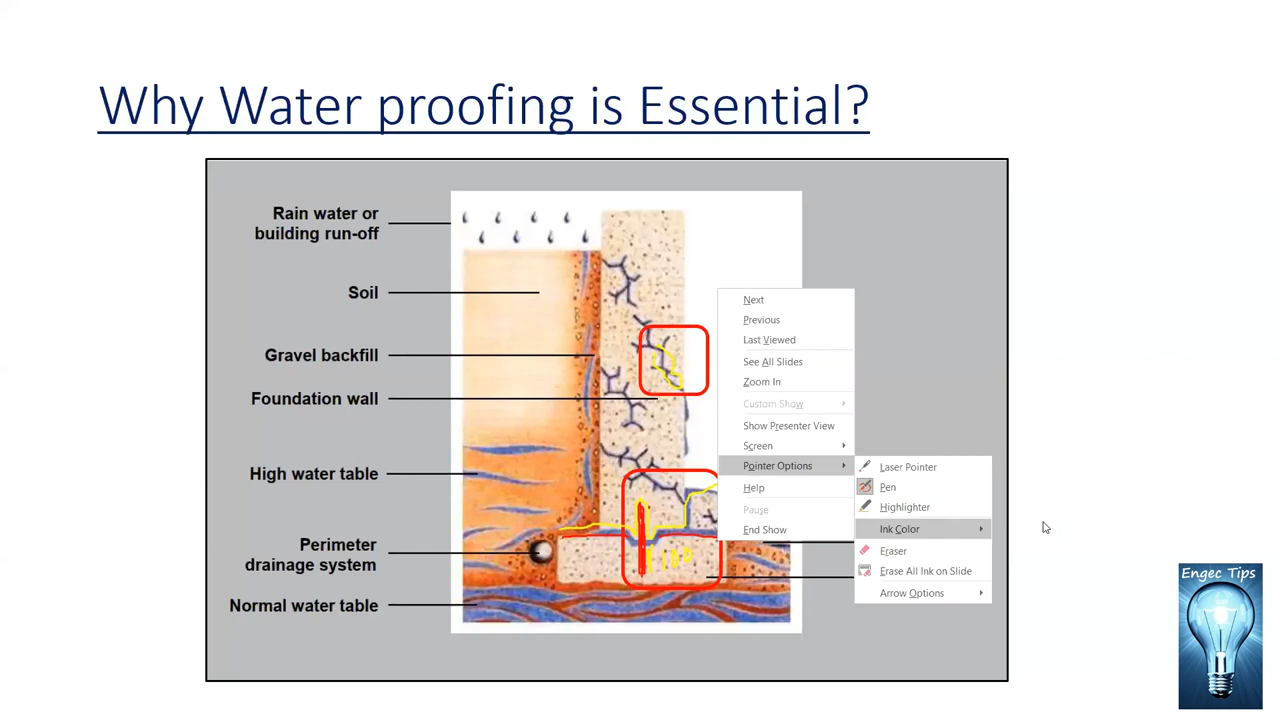 Why Water proofing is Essential?
Rain water or
building run-off
Soil
Gravel backfill
Foundation wall
High water table
Perimeter
drainage system
Normal water table
Next
Previous
Last Viewed
See All Slides
Zoom In
Custom Show
Show Presenter View
Screen
Pointer Options
Help
Pause
End Show
Laser Pointer
Pen
Highlighter
Ink Color
Eraser
Erase All Ink on Slide
Arrow Options
Engec Tips